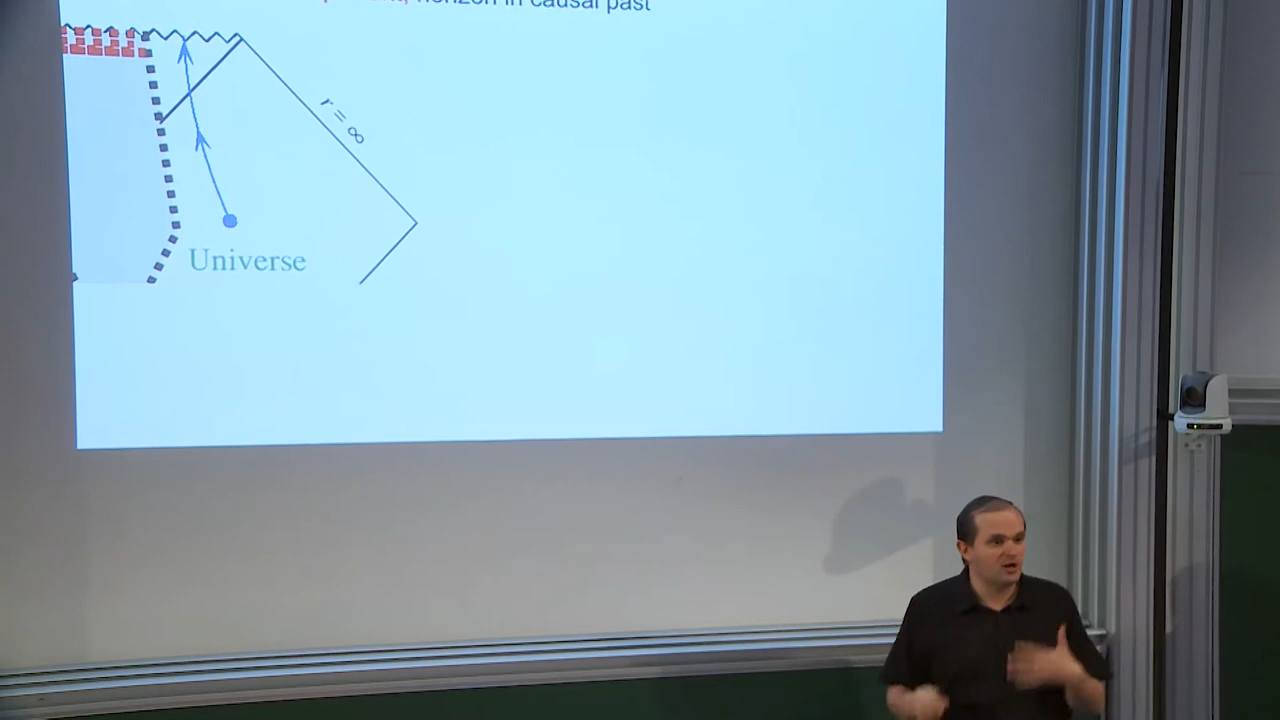 horizon in causal past
r = ∞
Universe